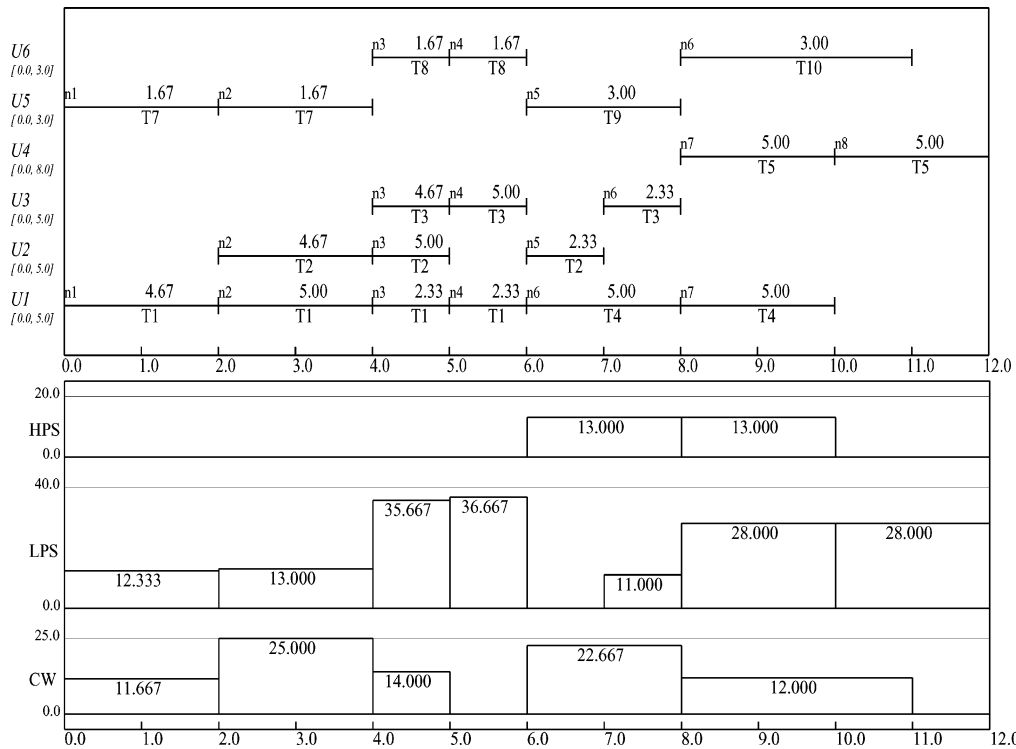 U6 n3 1.67 n4 1.67 n6 3.00
[ 0.0, 3.0] T8 T8 T10
U5 n1 1.67 n2 1.67 n5 3.00
[ 0.0, 3.0] T7 T7 T9
U4 n7 5.00 n8 5.00
[ 0.0, 8.0] T5 T5
U3 n3 4.67 n4 5.00 n6 2.33
[ 0.0, 5.0] T3 T3 T3
U2 n2 4.67 n3 5.00 n5 2.33
[ 0.0, 5.0] T2 T2 T2
U1 n1 4.67 n2 5.00 n3 2.33 n4 2.33 n6 5.00 n7 5.00
[ 0.0, 5.0] T1 T1 T1 T1 T4 T4
0.0 1.0 2.0 3.0 4.0 5.0 6.0 7.0 8.0 9.0 10.0 11.0 12.0
20.0
HPS 13.000 13.000
0.0
40.0
35.667 36.667
28.000 28.000
LPS
12.333 13.000 11.000
0.0
25.0
25.000 22.667
CW 11.667 14.000 12.000
0.0
0.0 1.0 2.0 3.0 4.0 5.0 6.0 7.0 8.0 9.0 10.0 11.0 12.0